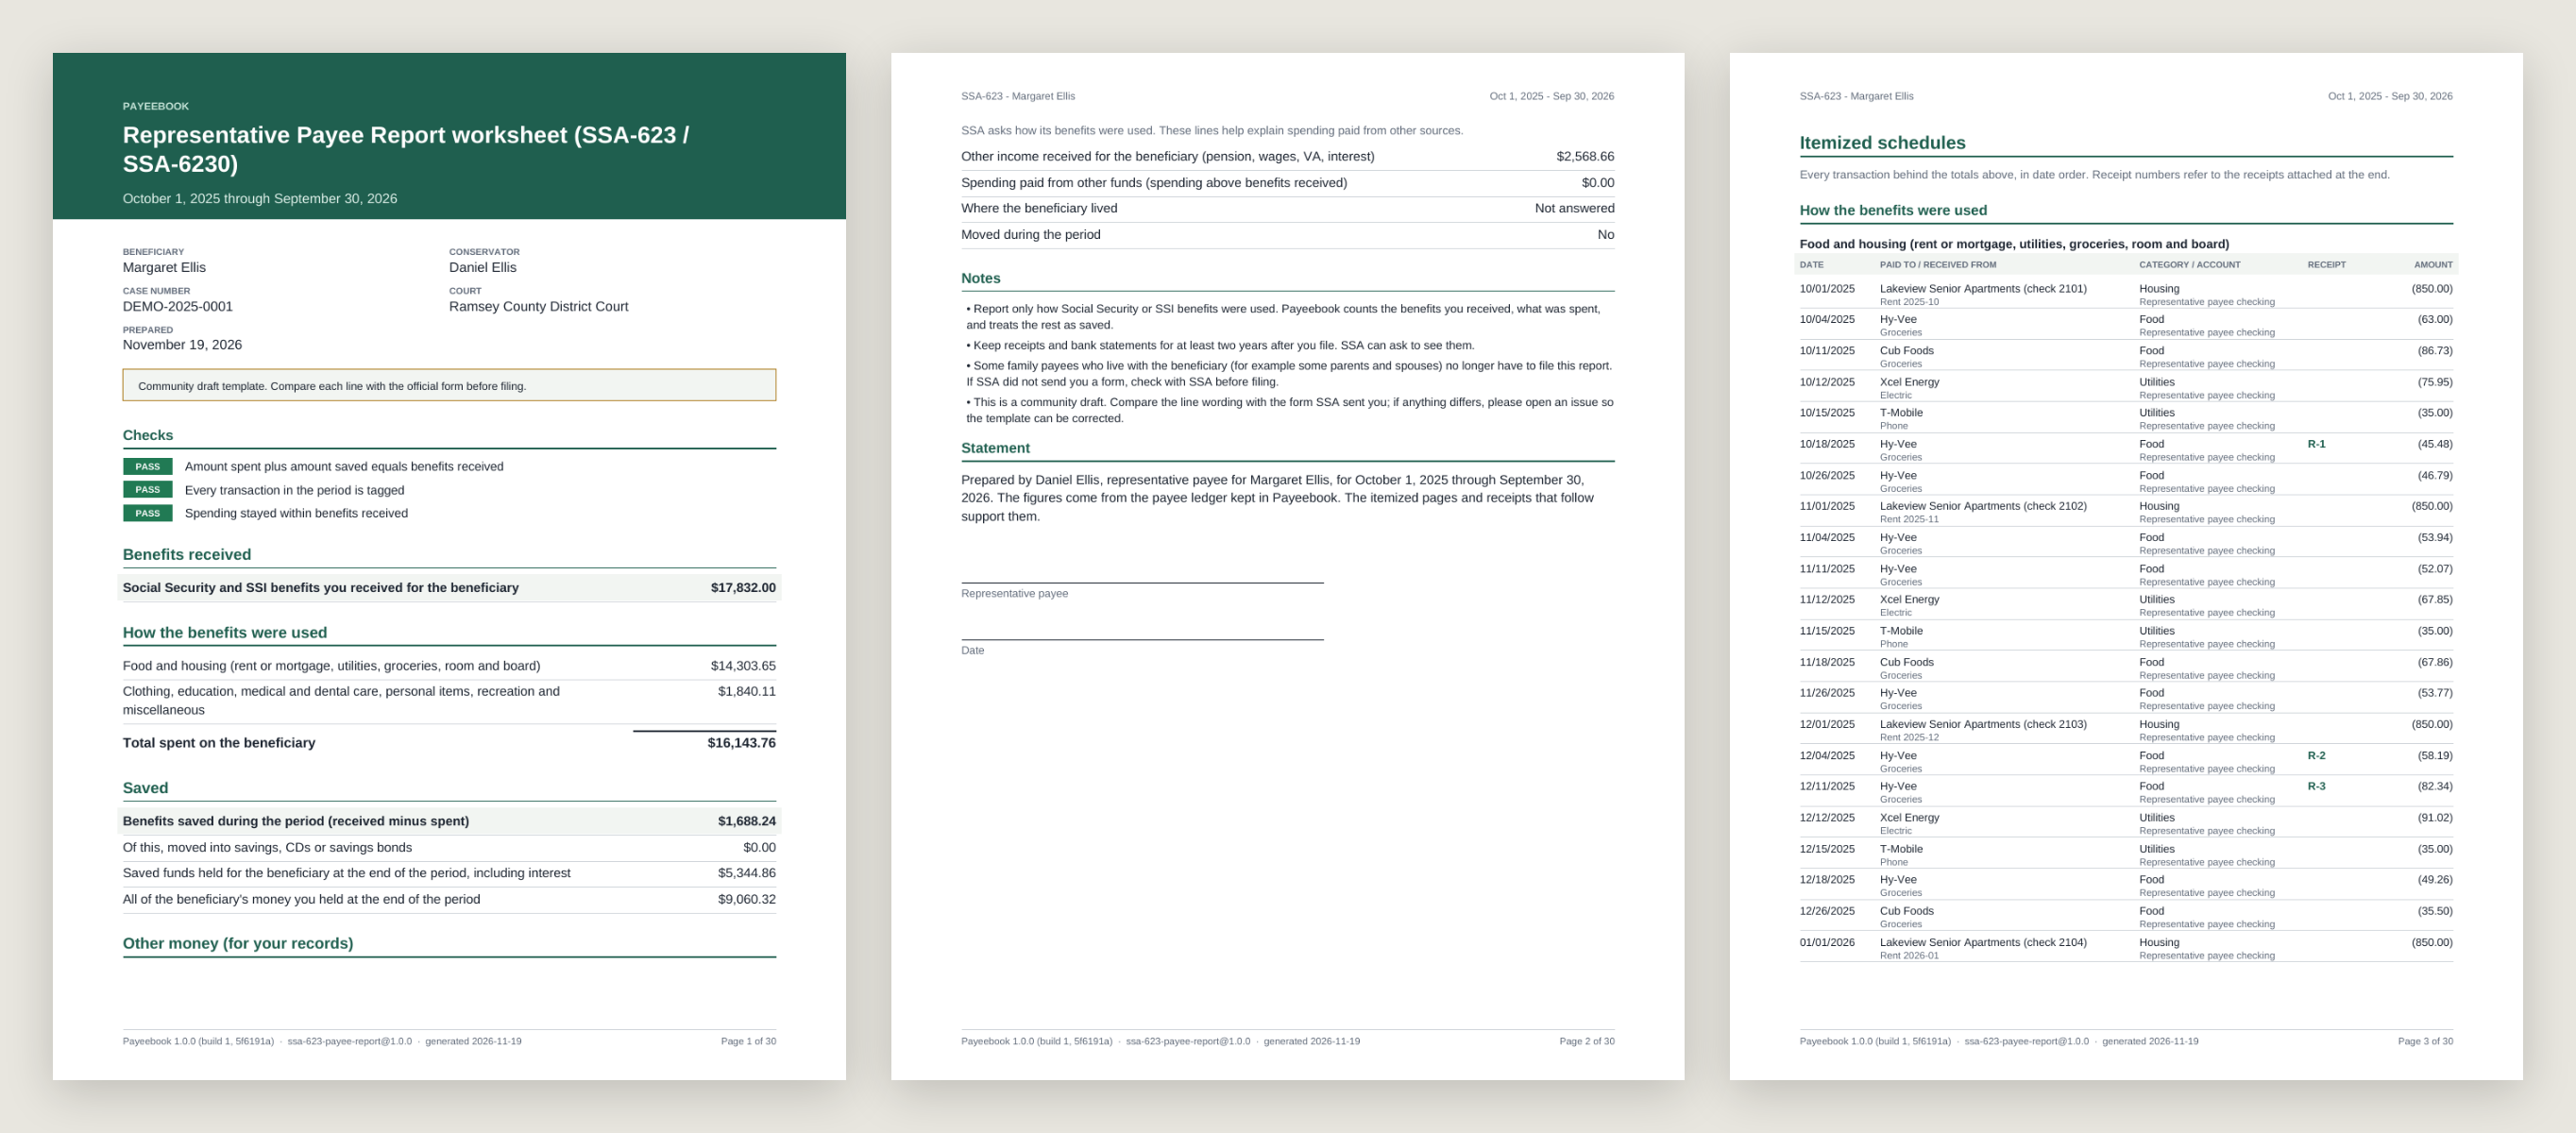 PAYEEBOOK
Representative Payee Report worksheet (SSA-623 /
SSA-6230)
October 1, 2025 through September 30, 2026
BENEFICIARY CONSERVATOR
Margaret Ellis Daniel Ellis
CASE NUMBER COURT
DEMO-2025-0001 Ramsey County District Court
PREPARED
November 19, 2026
Community draft template. Compare each line with the official form before filing.
Checks
PASS Amount spent plus amount saved equals benefits received
PASS Every transaction in the period is tagged
PASS Spending stayed within benefits received
Benefits received
Social Security and SSI benefits you received for the beneficiary $17,832.00
How the benefits were used
Food and housing (rent or mortgage, utilities, groceries, room and board) $14,303.65
Clothing, education, medical and dental care, personal items, recreation and $1,840.11
miscellaneous
Total spent on the beneficiary $16,143.76
Saved
Benefits saved during the period (received minus spent) $1,688.24
Of this, moved into savings, CDs or savings bonds $0.00
Saved funds held for the beneficiary at the end of the period, including interest $5,344.86
All of the beneficiary's money you held at the end of the period $9,060.32
Other money (for your records)
Payeebook 1.0.0 (build 1, 5f6191a) · ssa-623-payee-report@1.0.0 · generated 2026-11-19 Page 1 of 30
SSA-623 - Margaret Ellis Oct 1, 2025 - Sep 30, 2026
SSA asks how its benefits were used. These lines help explain spending paid from other sources.
Other income received for the beneficiary (pension, wages, VA, interest) $2,568.66
Spending paid from other funds (spending above benefits received) $0.00
Where the beneficiary lived Not answered
Moved during the period No
Notes
• Report only how Social Security or SSI benefits were used. Payeebook counts the benefits you received, what was spent,
and treats the rest as saved.
• Keep receipts and bank statements for at least two years after you file. SSA can ask to see them.
• Some family payees who live with the beneficiary (for example some parents and spouses) no longer have to file this report.
If SSA did not send you a form, check with SSA before filing.
• This is a community draft. Compare the line wording with the form SSA sent you; if anything differs, please open an issue so
the template can be corrected.
Statement
Prepared by Daniel Ellis, representative payee for Margaret Ellis, for October 1, 2025 through September 30,
2026. The figures come from the payee ledger kept in Payeebook. The itemized pages and receipts that follow
support them.
Representative payee
Date
Payeebook 1.0.0 (build 1, 5f6191a) · ssa-623-payee-report@1.0.0 · generated 2026-11-19 Page 2 of 30
SSA-623 - Margaret Ellis Oct 1, 2025 - Sep 30, 2026
Itemized schedules
Every transaction behind the totals above, in date order. Receipt numbers refer to the receipts attached at the end.
How the benefits were used
Food and housing (rent or mortgage, utilities, groceries, room and board)
DATE PAID TO / RECEIVED FROM CATEGORY / ACCOUNT RECEIPT AMOUNT
10/01/2025 Lakeview Senior Apartments (check 2101) Housing (850.00)
Rent 2025-10 Representative payee checking
10/04/2025 Hy-Vee Food (63.00)
Groceries Representative payee checking
10/11/2025 Cub Foods Food (86.73)
Groceries Representative payee checking
10/12/2025 Xcel Energy Utilities (75.95)
Electric Representative payee checking
10/15/2025 T-Mobile Utilities (35.00)
Phone Representative payee checking
10/18/2025 Hy-Vee Food R-1 (45.48)
Groceries Representative payee checking
10/26/2025 Hy-Vee Food (46.79)
Groceries Representative payee checking
11/01/2025 Lakeview Senior Apartments (check 2102) Housing (850.00)
Rent 2025-11 Representative payee checking
11/04/2025 Hy-Vee Food (53.94)
Groceries Representative payee checking
11/11/2025 Hy-Vee Food (52.07)
Groceries Representative payee checking
11/12/2025 Xcel Energy Utilities (67.85)
Electric Representative payee checking
11/15/2025 T-Mobile Utilities (35.00)
Phone Representative payee checking
11/18/2025 Cub Foods Food (67.86)
Groceries Representative payee checking
11/26/2025 Hy-Vee Food (53.77)
Groceries Representative payee checking
12/01/2025 Lakeview Senior Apartments (check 2103) Housing (850.00)
Rent 2025-12 Representative payee checking
12/04/2025 Hy-Vee Food R-2 (58.19)
Groceries Representative payee checking
12/11/2025 Hy-Vee Food R-3 (82.34)
Groceries Representative payee checking
12/12/2025 Xcel Energy Utilities (91.02)
Electric Representative payee checking
12/15/2025 T-Mobile Utilities (35.00)
Phone Representative payee checking
12/18/2025 Hy-Vee Food (49.26)
Groceries Representative payee checking
12/26/2025 Cub Foods Food (35.50)
Groceries Representative payee checking
01/01/2026 Lakeview Senior Apartments (check 2104) Housing (850.00)
Rent 2026-01 Representative payee checking
Payeebook 1.0.0 (build 1, 5f6191a) · ssa-623-payee-report@1.0.0 · generated 2026-11-19 Page 3 of 30